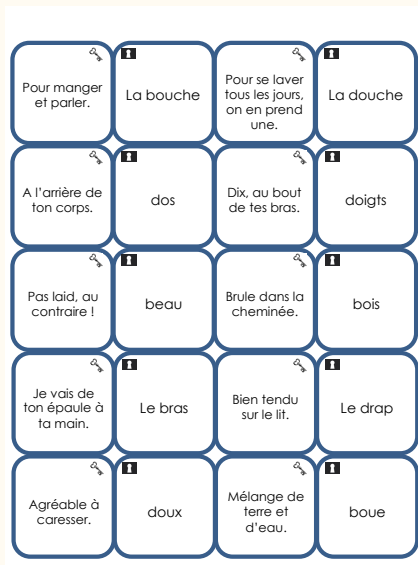 Pour manger
et parler.
La bouche
Pour se laver
tous les jours,
on en prend
une.
La douche
A l'arrière de
ton corps.
dos
Dix, au bout
de tes bras.
doigts
Pas laid, au
contraire !
beau
Brule dans la
cheminée.
bois
Je vais de
ton épaule à
ta main.
Le bras
Bien tendu
sur le lit.
Le drap
Agréable à
caresser.
doux
Mélange de
terre et
d'eau.
boue